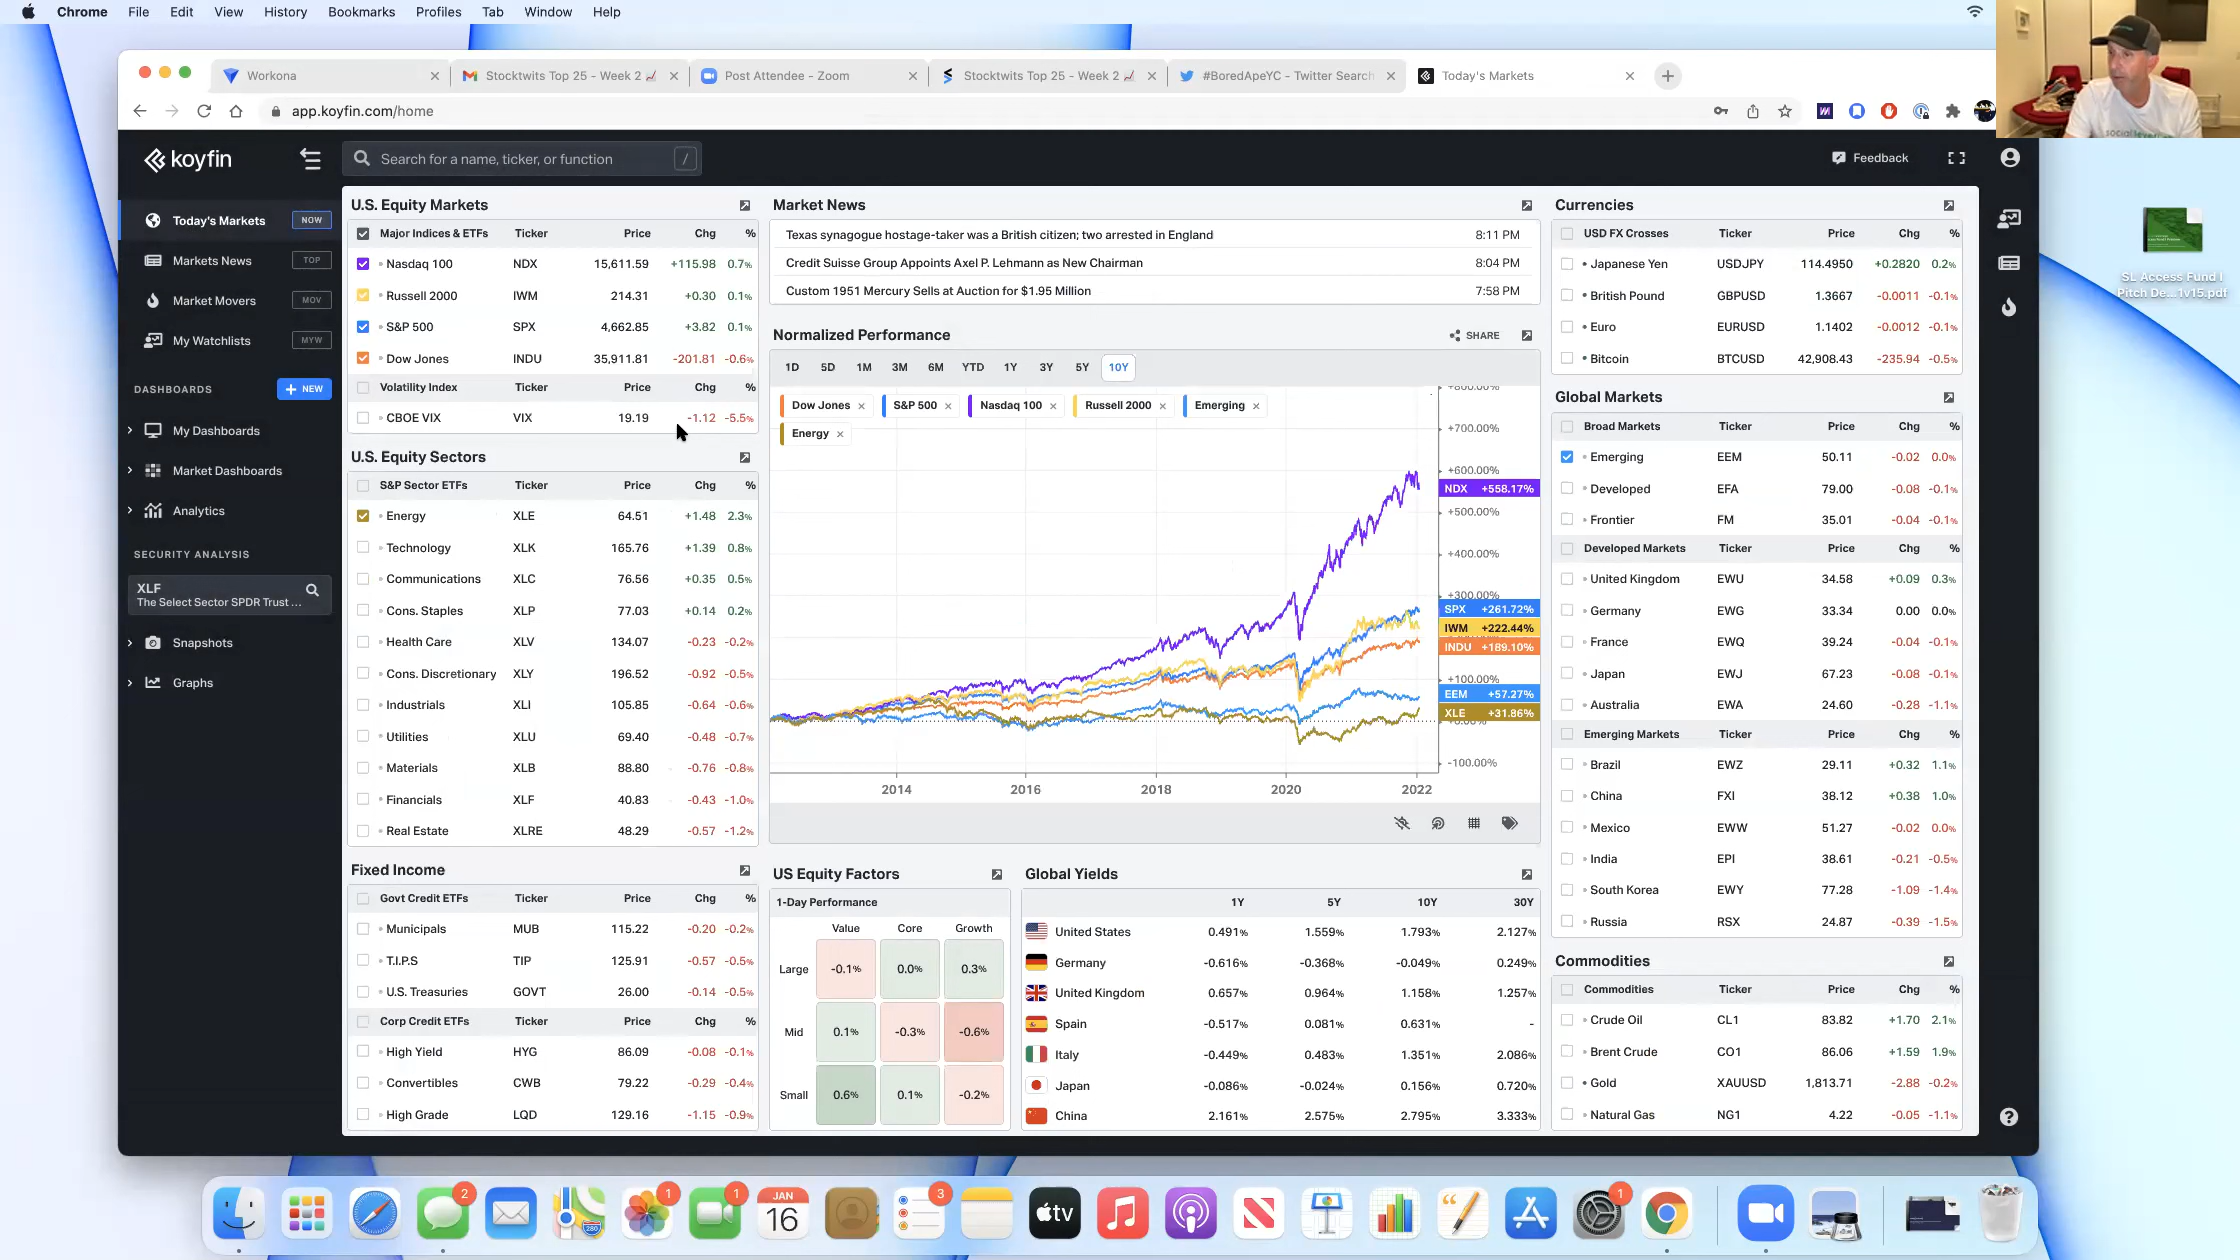 Chrome File Edit View History Bookmarks Profiles Tab Window Help
Workona
Stocktwits Top 25 - Week 2
Post Attendee - Zoom
Stocktwits Top 25 - Week 2
#BoredApeYC - Twitter Search
Today's Markets
app.koyfin.com/home
koyfin
Search for a name, ticker, or function /
Feedback
Today's Markets NOW
Markets News TOP
Market Movers MOV
My Watchlists MYW
DASHBOARDS + NEW
My Dashboards
Market Dashboards
Analytics
SECURITY ANALYSIS
XLF
The Select Sector SPDR Trust ...
Snapshots
Graphs
U.S. Equity Markets
Major Indices & ETFs Ticker Price Chg %
Nasdaq 100 NDX 15,611.59 +115.98 0.7%
Russell 2000 IWM 214.31 +0.30 0.1%
S&P 500 SPX 4,662.85 +3.82 0.1%
Dow Jones INDU 35,911.81 -201.81 -0.6%
Volatility Index Ticker Price Chg %
CBOE VIX VIX 19.19 -1.12 -5.5%
U.S. Equity Sectors
S&P Sector ETFs Ticker Price Chg %
Energy XLE 64.51 +1.48 2.3%
Technology XLK 165.76 +1.39 0.8%
Communications XLC 76.56 +0.35 0.5%
Cons. Staples XLP 77.03 +0.14 0.2%
Health Care XLV 134.07 -0.23 -0.2%
Cons. Discretionary XLY 196.52 -0.92 -0.5%
Industrials XLI 105.85 -0.64 -0.6%
Utilities XLU 69.40 -0.48 -0.7%
Materials XLB 88.80 -0.76 -0.8%
Financials XLF 40.83 -0.43 -1.0%
Real Estate XLRE 48.29 -0.57 -1.2%
Fixed Income
Govt Credit ETFs Ticker Price Chg %
Municipals MUB 115.22 -0.20 -0.2%
T.I.P.S TIP 125.91 -0.57 -0.5%
U.S. Treasuries GOVT 26.00 -0.14 -0.5%
Corp Credit ETFs Ticker Price Chg %
High Yield HYG 86.09 -0.08 -0.1%
Convertibles CWB 79.22 -0.29 -0.4%
High Grade LQD 129.16 -1.15 -0.9%
Market News
Texas synagogue hostage-taker was a British citizen; two arrested in England 8:11 PM
Credit Suisse Group Appoints Axel P. Lehmann as New Chairman 8:04 PM
Custom 1951 Mercury Sells at Auction for $1.95 Million 7:58 PM
Normalized Performance SHARE
1D 5D 1M 3M 6M YTD 1Y 3Y 5Y 10Y
Dow Jones × S&P 500 × Nasdaq 100 × Russell 2000 × Emerging ×
Energy ×
+800.00%
+700.00%
+600.00%
NDX +558.17%
+500.00%
+400.00%
+300.00%
SPX +261.72%
IWM +222.44%
INDU +189.10%
+100.00%
EEM +57.27%
XLE +31.86%
+0.00%
-100.00%
2014 2016 2018 2020 2022
US Equity Factors
1-Day Performance
Value Core Growth
Large -0.1% 0.0% 0.3%
Mid 0.1% -0.3% -0.6%
Small 0.6% 0.1% -0.2%
Global Yields
1Y 5Y 10Y 30Y
United States 0.491% 1.559% 1.793% 2.127%
Germany -0.616% -0.368% -0.049% 0.249%
United Kingdom 0.657% 0.964% 1.158% 1.257%
Spain -0.517% 0.081% 0.631% -
Italy -0.449% 0.483% 1.351% 2.086%
Japan -0.086% -0.024% 0.156% 0.720%
China 2.161% 2.575% 2.795% 3.333%
Currencies
USD FX Crosses Ticker Price Chg %
Japanese Yen USDJPY 114.4950 +0.2820 0.2%
British Pound GBPUSD 1.3667 -0.0011 -0.1%
Euro EURUSD 1.1402 -0.0012 -0.1%
Bitcoin BTCUSD 42,908.43 -235.94 -0.5%
Global Markets
Broad Markets Ticker Price Chg %
Emerging EEM 50.11 -0.02 0.0%
Developed EFA 79.00 -0.08 -0.1%
Frontier FM 35.01 -0.04 -0.1%
Developed Markets Ticker Price Chg %
United Kingdom EWU 34.58 +0.09 0.3%
Germany EWG 33.34 0.00 0.0%
France EWQ 39.24 -0.04 -0.1%
Japan EWJ 67.23 -0.08 -0.1%
Australia EWA 24.60 -0.28 -1.1%
Emerging Markets Ticker Price Chg %
Brazil EWZ 29.11 +0.32 1.1%
China FXI 38.12 +0.38 1.0%
Mexico EWW 51.27 -0.02 0.0%
India EPI 38.61 -0.21 -0.5%
South Korea EWY 77.28 -1.09 -1.4%
Russia RSX 24.87 -0.39 -1.5%
Commodities
Commodities Ticker Price Chg %
Crude Oil CL1 83.82 +1.70 2.1%
Brent Crude CO1 86.06 +1.59 1.9%
Gold XAUUSD 1,813.71 -2.88 -0.2%
Natural Gas NG1 4.22 -0.05 -1.1%
SL Access Fund I
Pitch De...1v15.pdf
social
2
1
1
JAN
16
3
tv
1
280